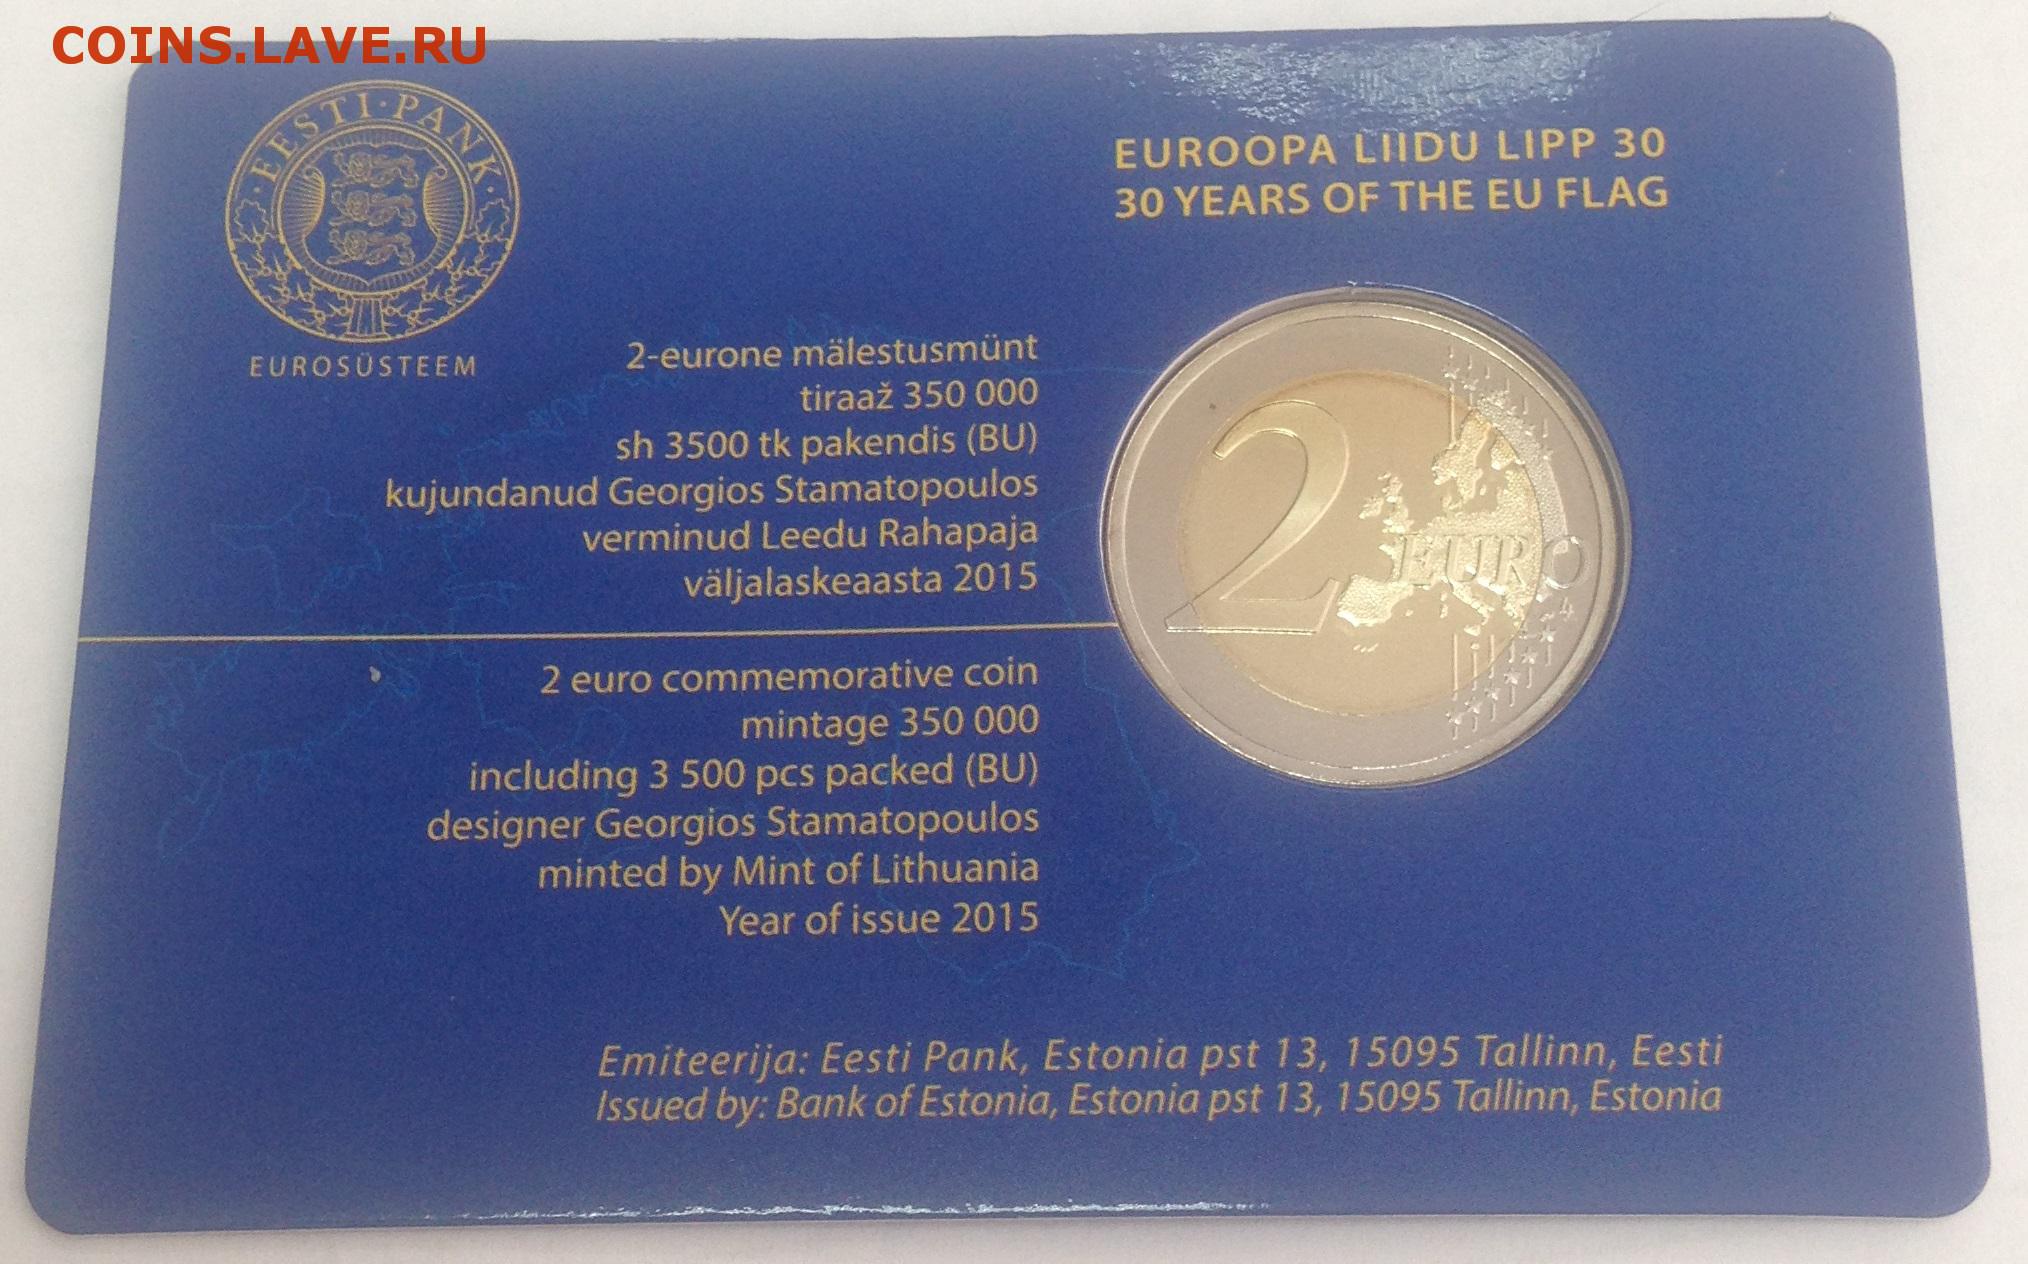 COINS.LAVE.RU
EESTI·PANK
EUROSÜSTEEM
EUROOPA LIIDU LIPP 30
30 YEARS OF THE EU FLAG
2-eurone mälestusmünt
tiraaž 350 000
sh 3500 tk pakendis (BU)
kujundanud Georgios Stamatopoulos
verminud Leedu Rahapaja
väljalaskeaasta 2015
2 EURO
2 euro commemorative coin
mintage 350 000
including 3 500 pcs packed (BU)
designer Georgios Stamatopoulos
minted by Mint of Lithuania
Year of issue 2015
Emiteerija: Eesti Pank, Estonia pst 13, 15095 Tallinn, Eesti
Issued by: Bank of Estonia, Estonia pst 13, 15095 Tallinn, Estonia